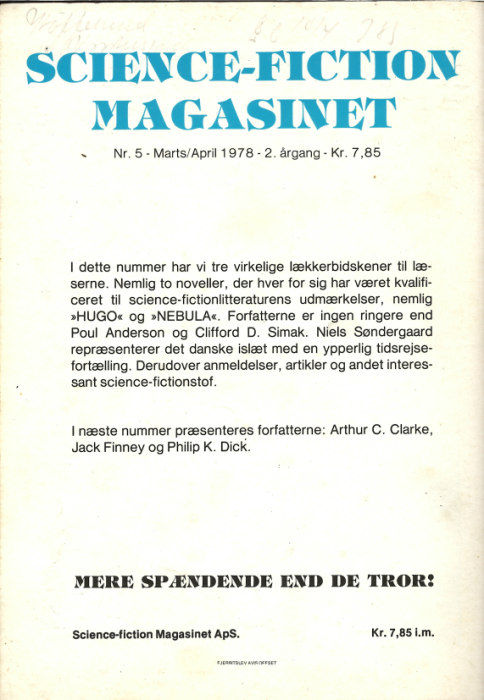 SCIENCE-FICTION
MAGASINET
Nr. 5 - Marts/April 1978 - 2. årgang - Kr. 7,85
I dette nummer har vi tre virkelige lækkerbidskener til læ-
serne. Nemlig to noveller, der hver for sig har været kvalifi-
ceret til science-fictionlitteraturens udmærkelser, nemlig
»HUGO« og »NEBULA«. Forfatterne er ingen ringere end
Poul Anderson og Clifford D. Simak. Niels Søndergaard
repræsenterer det danske islæt med en ypperlig tidsrejse-
fortælling. Derudover anmeldelser, artikler og andet interes-
sant science-fictionstof.
I næste nummer præsenteres forfatterne: Arthur C. Clarke,
Jack Finney og Philip K. Dick.
MERE SPÆNDENDE END DE TROR!
Science-fiction Magasinet ApS.
Kr. 7,85 i.m.